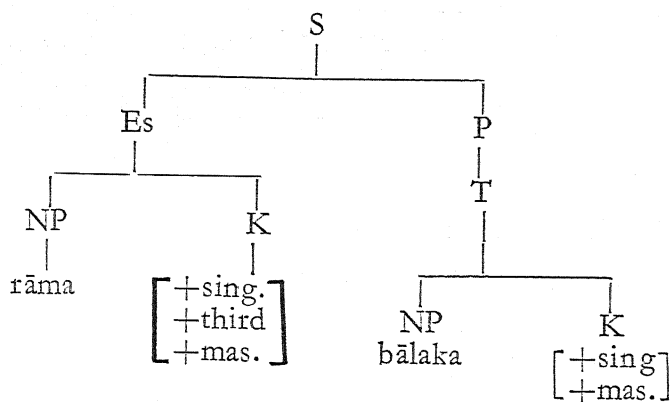 S
Es P
T
NP K
rāma
+sing.
+third
+mas.
NP K
bālaka
+sing
+mas.